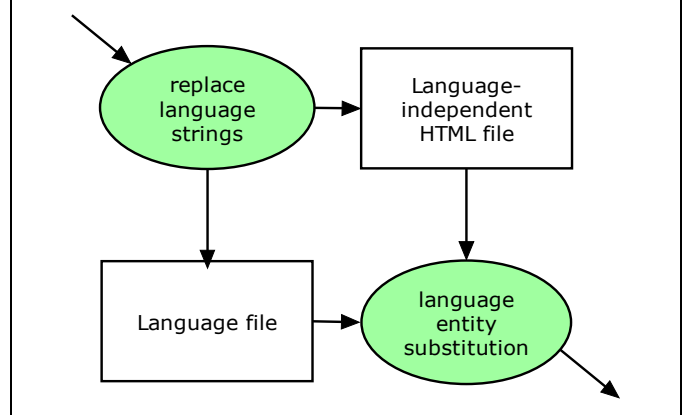 replace
language
strings
Language-
independent
HTML file
Language file
language
entity
substitution